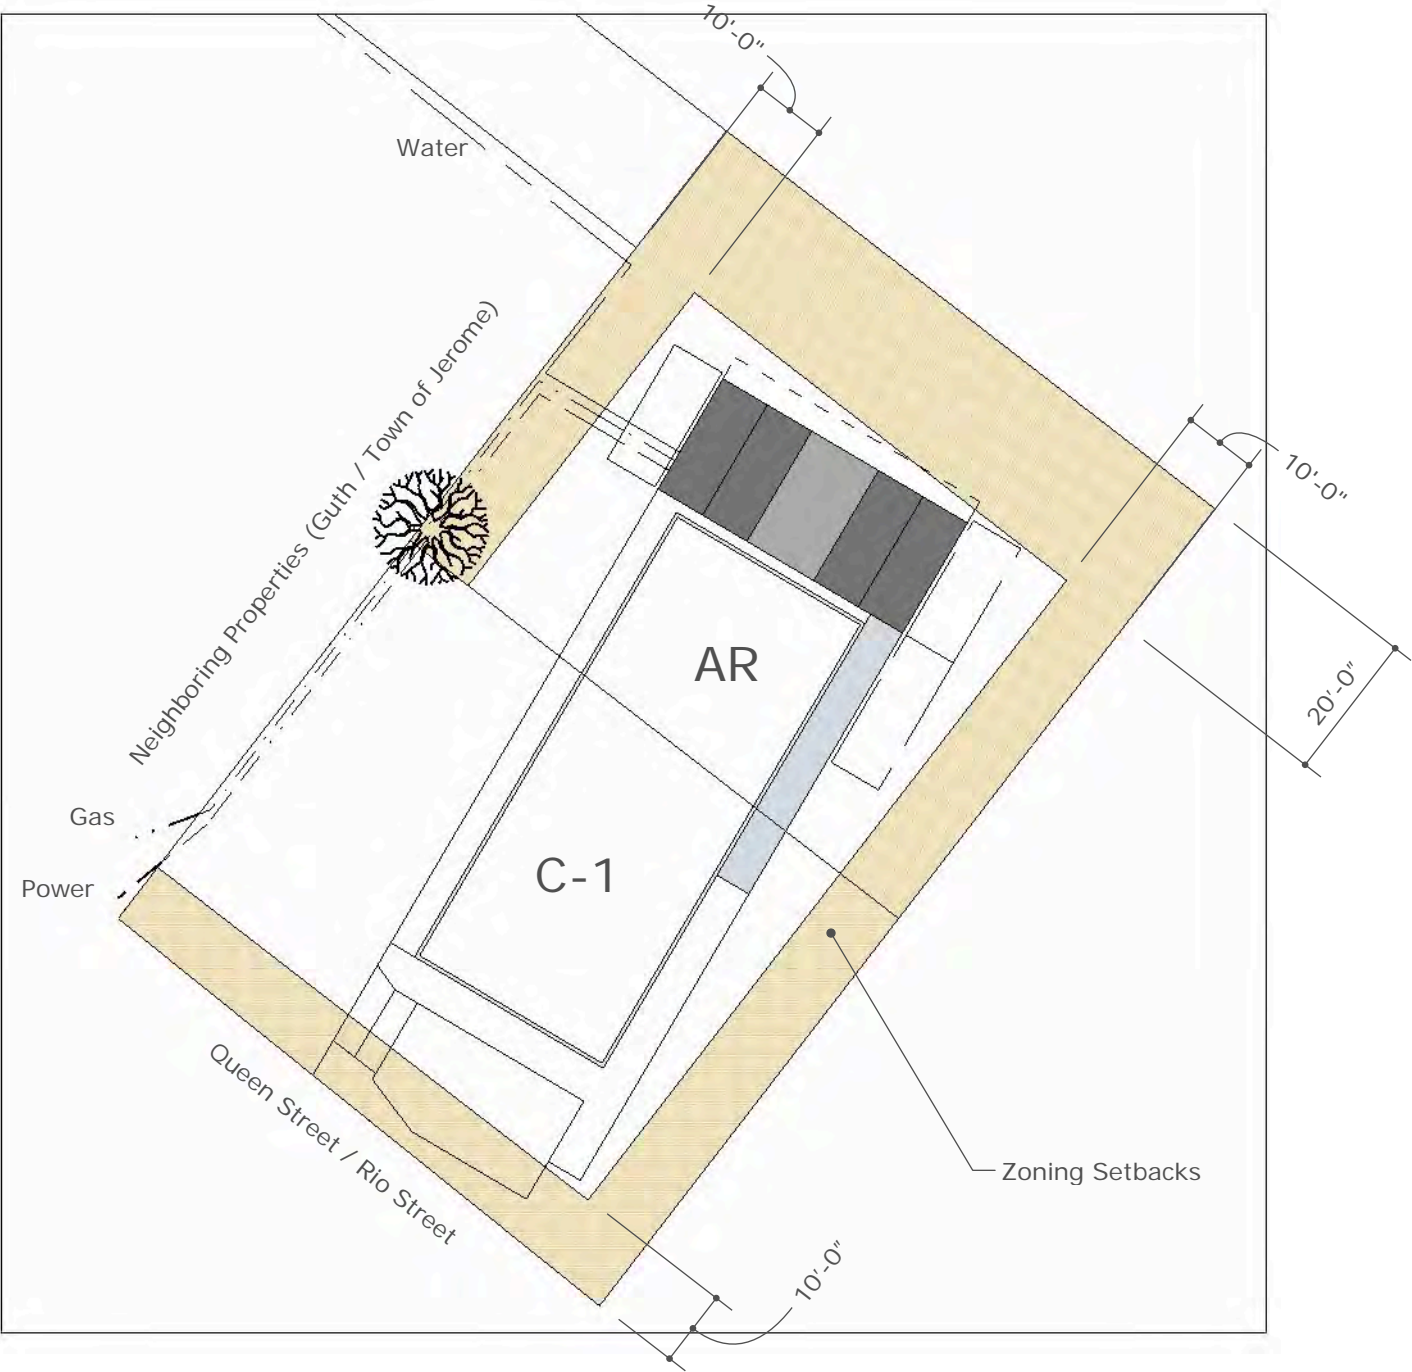 10'-0"
Water
Neighboring Properties (Guth / Town of Jerome)
10'-0"
AR
20'-0"
Gas
C-1
Power
Queen Street / Rio Street
Zoning Setbacks
10'-0"